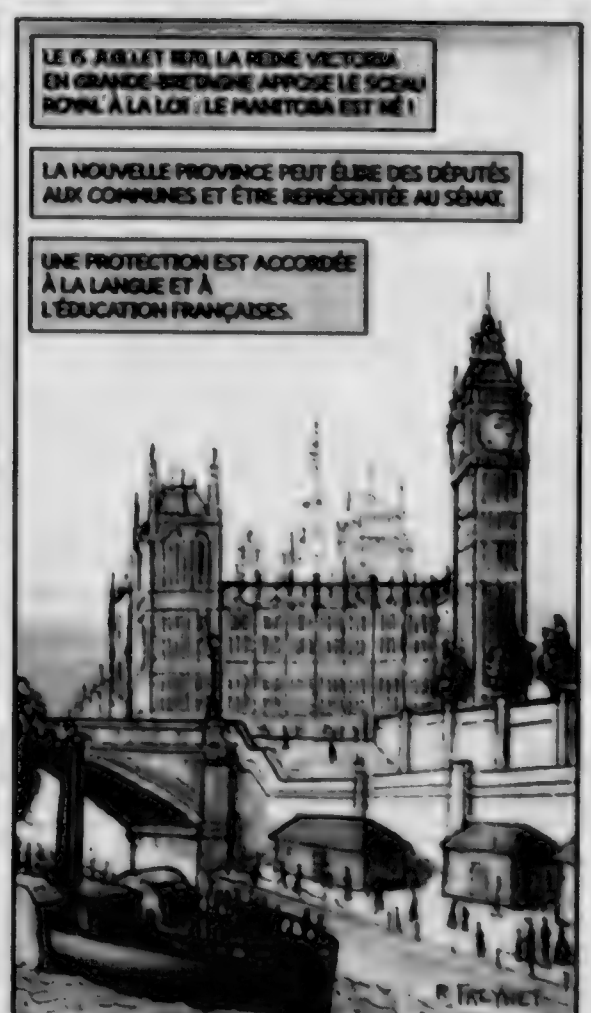 LE 15 JUILLET 1870, LA REINE VICTORIA
EN GRANDE-BRETAGNE APPOSE LE SCEAU
ROYAL À LA LOI : LE MANITOBA EST NÉ !
LA NOUVELLE PROVINCE PEUT ÉLIRE DES DÉPUTÉS
AUX COMMUNES ET ÊTRE REPRÉSENTÉE AU SÉNAT.
UNE PROTECTION EST ACCORDÉE
À LA LANGUE ET À
L'ÉDUCATION FRANÇAISES.
R. FREYNET